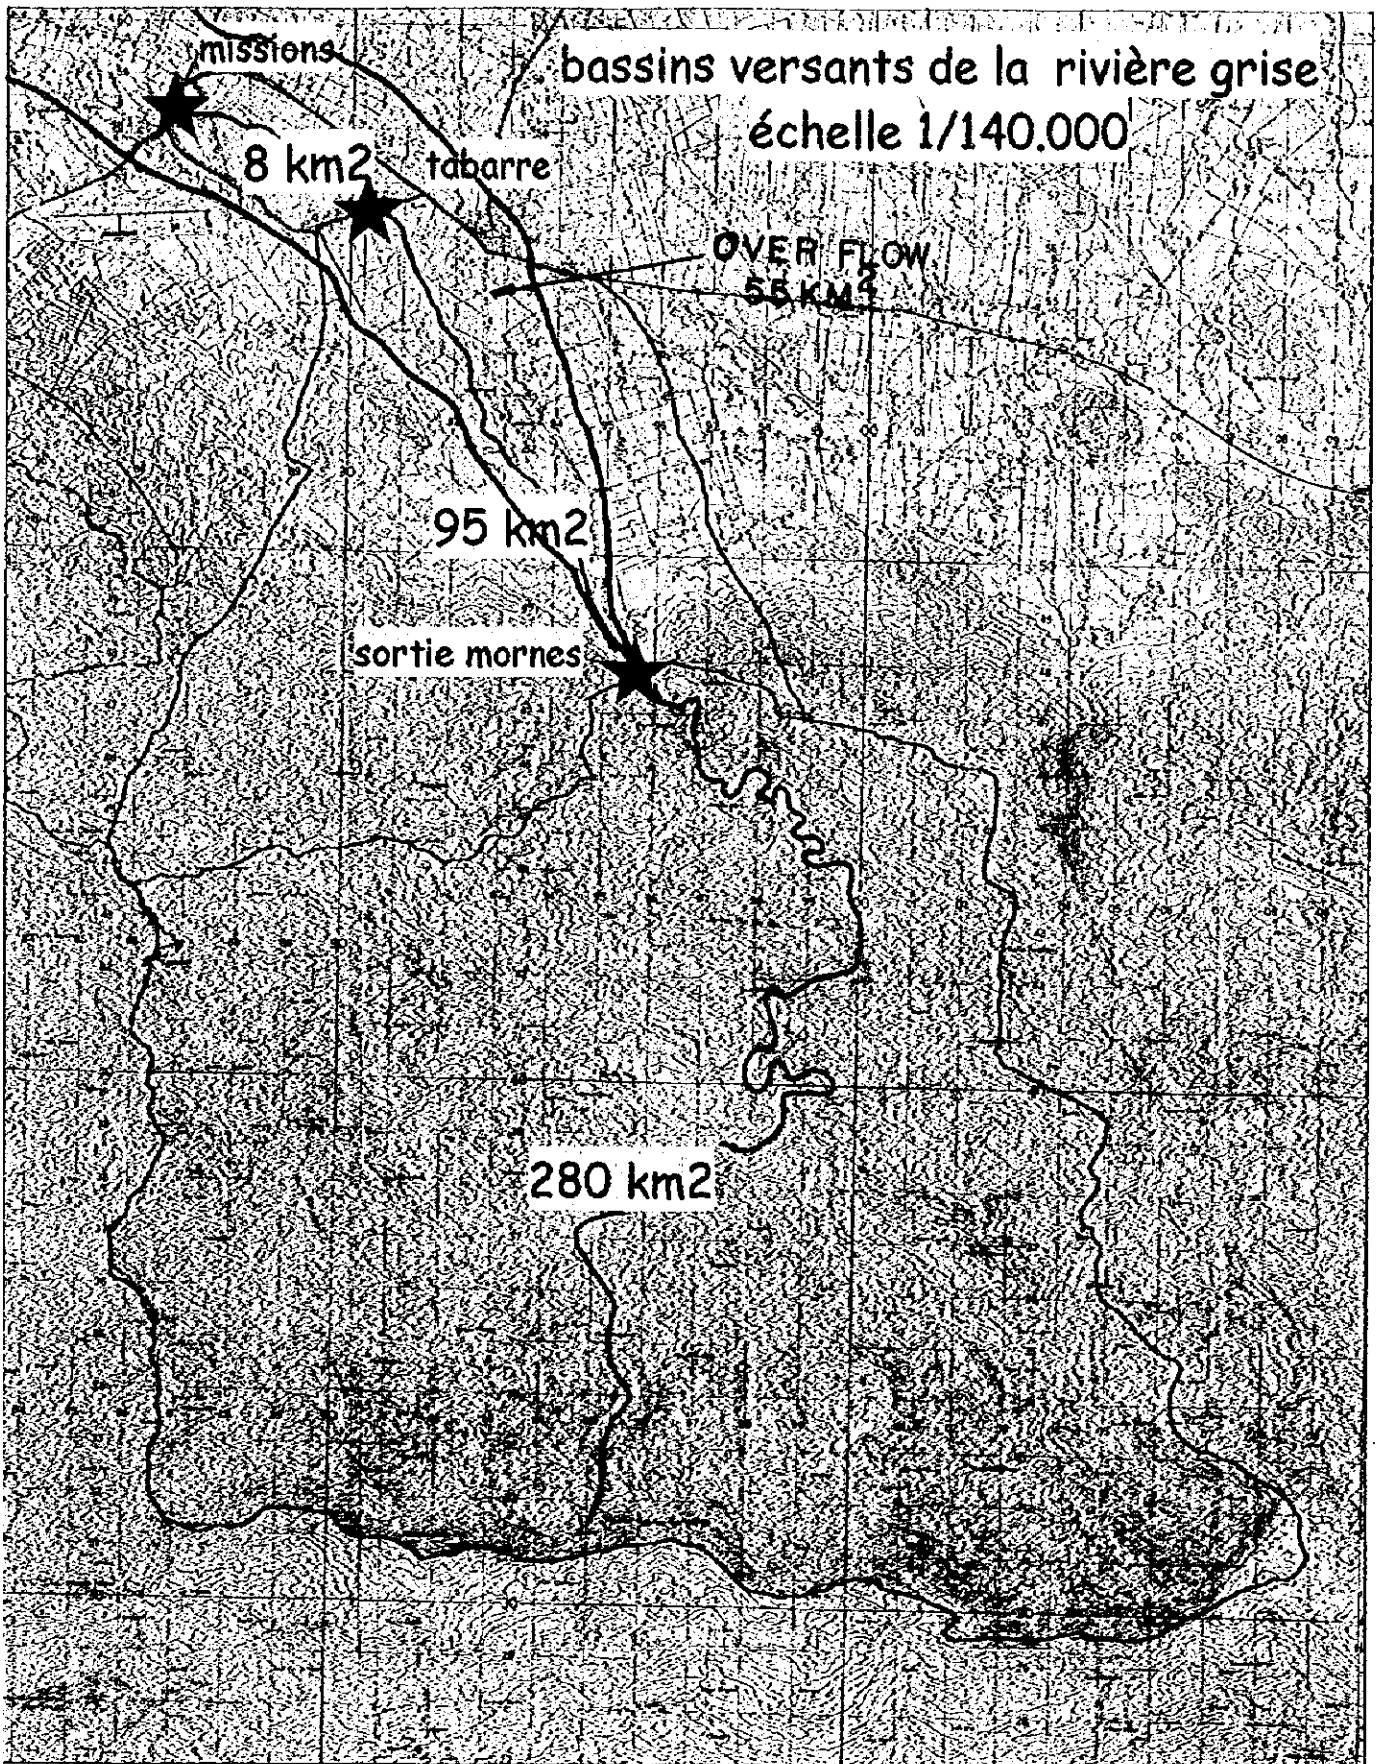 missions
bassins versants de la rivière grise
échelle 1/140.000
8 km2
tabarre
OVER FLOW
55 KM2
95 km2
sortie mornes
280 km2